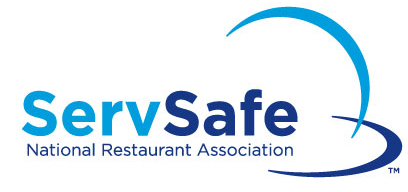 ServSafe
National Restaurant Association
TM